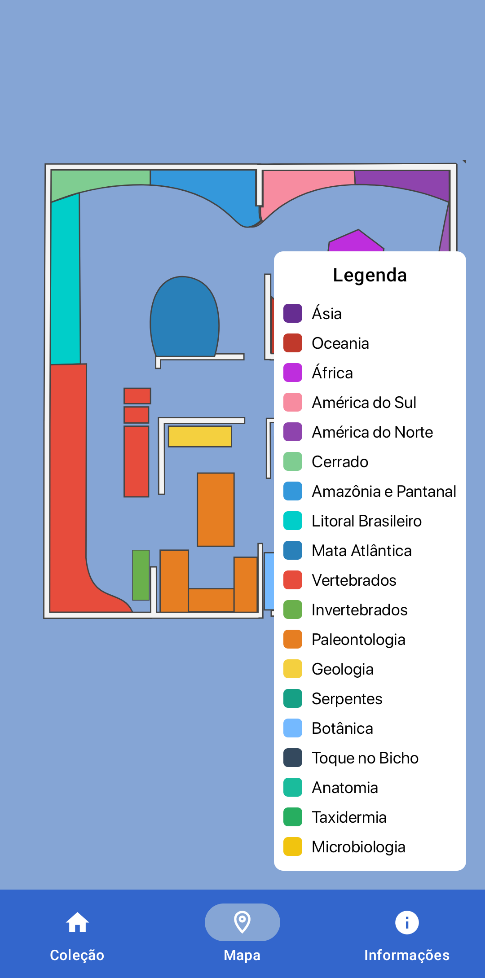 Legenda
Ásia
Oceania
África
América do Sul
América do Norte
Cerrado
Amazônia e Pantanal
Litoral Brasileiro
Mata Atlântica
Vertebrados
Invertebrados
Paleontologia
Geologia
Serpentes
Botânica
Toque no Bicho
Anatomia
Taxidermia
Microbiologia
Coleção Mapa Informações